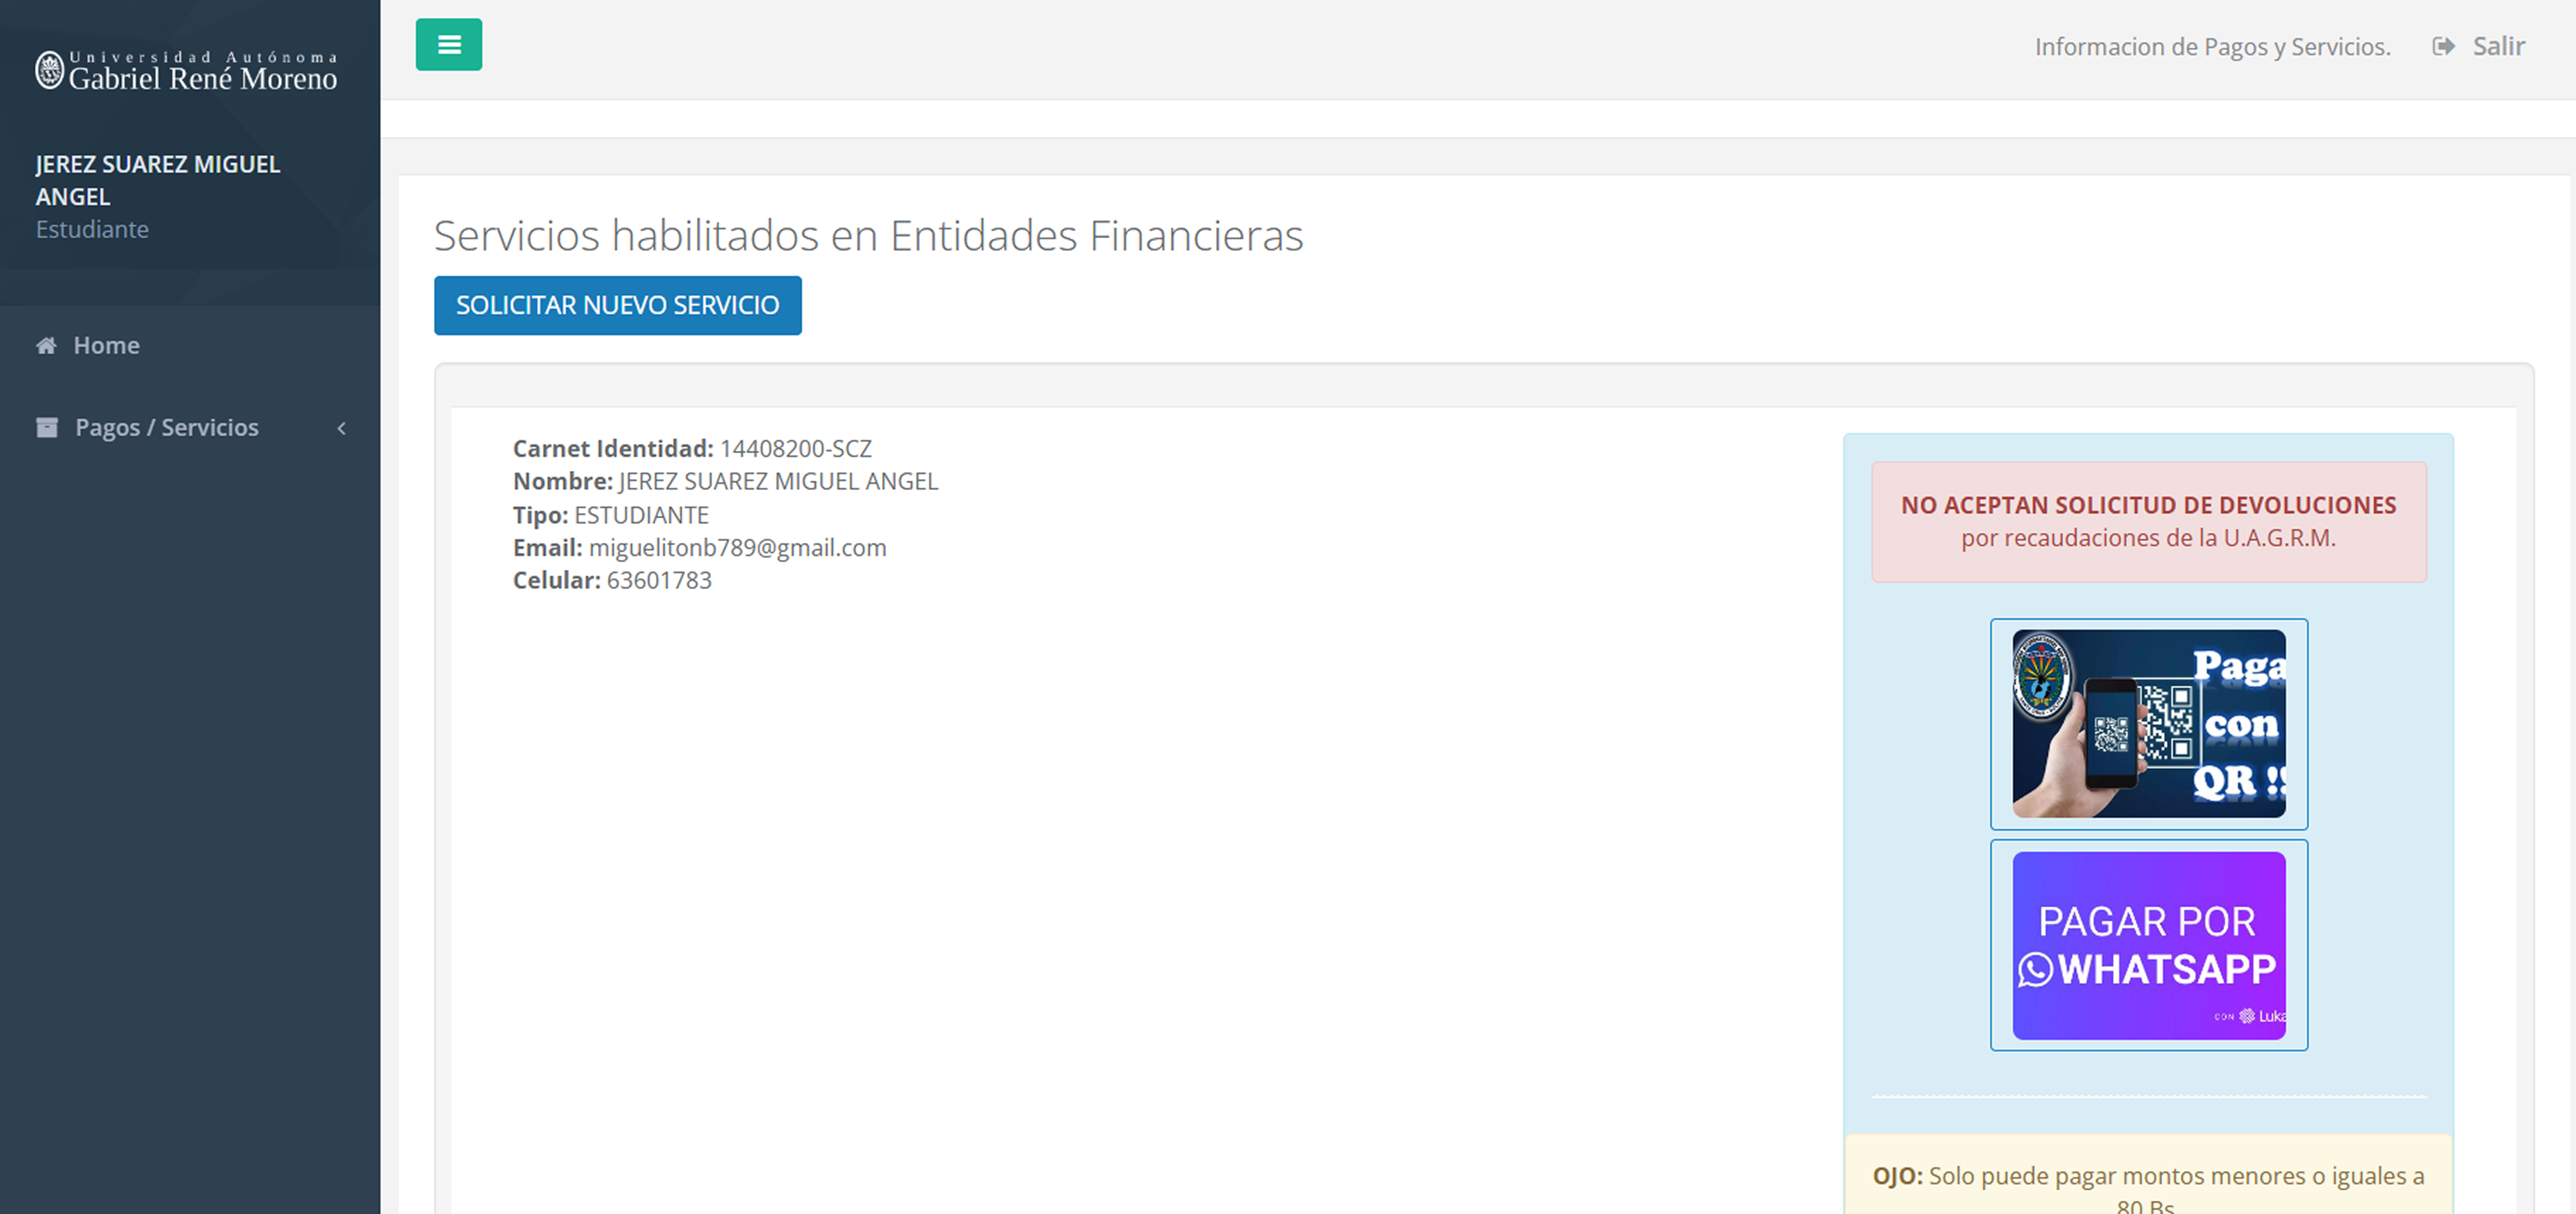 Universidad Autónoma
Gabriel René Moreno
JEREZ SUAREZ MIGUEL
ANGEL
Estudiante
Home
Pagos / Servicios
Informacion de Pagos y Servicios.
Salir
Servicios habilitados en Entidades Financieras
SOLICITAR NUEVO SERVICIO
Carnet Identidad: 14408200-SCZ
Nombre: JEREZ SUAREZ MIGUEL ANGEL
Tipo: ESTUDIANTE
Email: miguelitonb789@gmail.com
Celular: 63601783
NO ACEPTAN SOLICITUD DE DEVOLUCIONES
por recaudaciones de la U.A.G.R.M.
Paga
con
QR !!
PAGAR POR
WHATSAPP
CON Luka
OJO: Solo puede pagar montos menores o iguales a
80 Bs